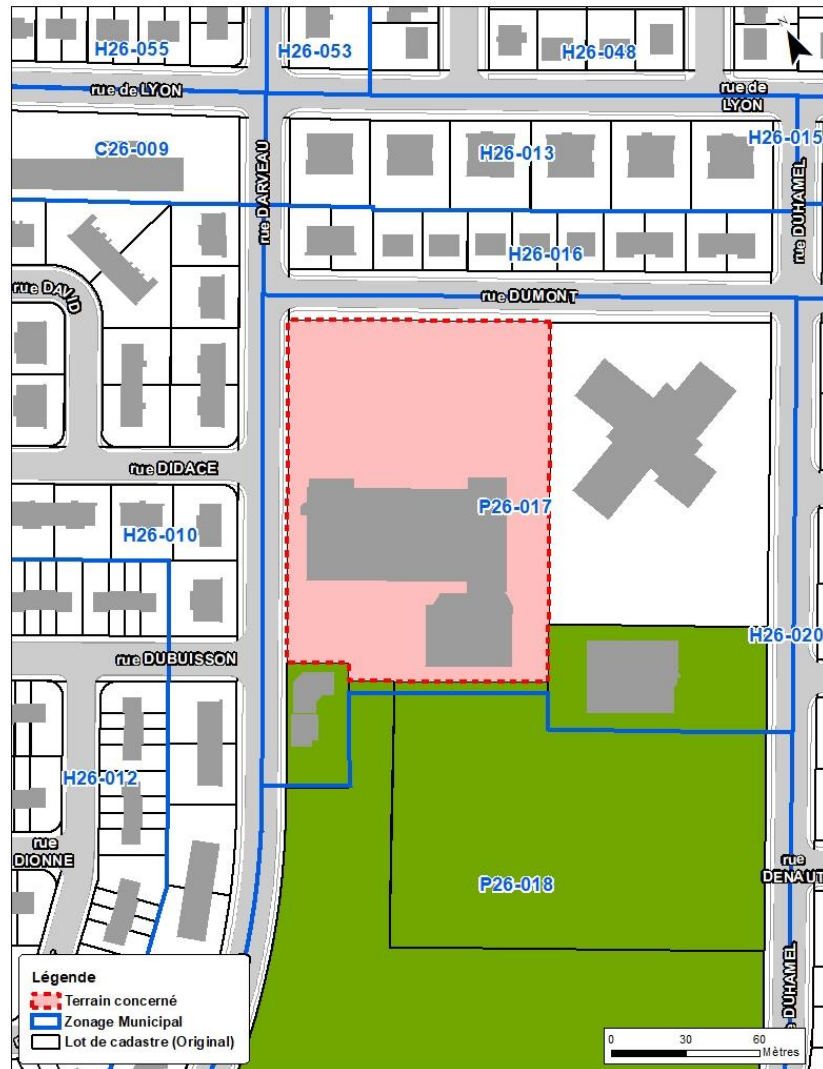 H26-055
H26-053
H26-048
rue de LYON
rue de
LYON
C26-009
H26-013
H26-015
rue DARVEAU
rue DUHAMEL
H26-016
rue DAVID
rue DUMONT
P26-017
rue DIDACE
H26-010
H26-020
rue DUBUISSON
H26-012
rue
DIONNE
P26-018
rue
DENAUT
DUHAMEL
Légende
Terrain concerné
Zonage Municipal
Lot de cadastre (Original)
0 30 60
Mètres